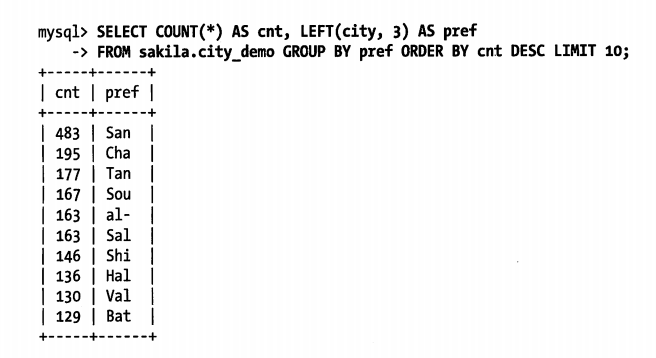 mysql> SELECT COUNT(*) AS cnt, LEFT(city, 3) AS pref
    -> FROM sakila.city_demo GROUP BY pref ORDER BY cnt DESC LIMIT 10;
+-----+------+
| cnt | pref |
+-----+------+
| 483 | San  |
| 195 | Cha  |
| 177 | Tan  |
| 167 | Sou  |
| 163 | al-  |
| 163 | Sal  |
| 146 | Shi  |
| 136 | Hal  |
| 130 | Val  |
| 129 | Bat  |
+-----+------+